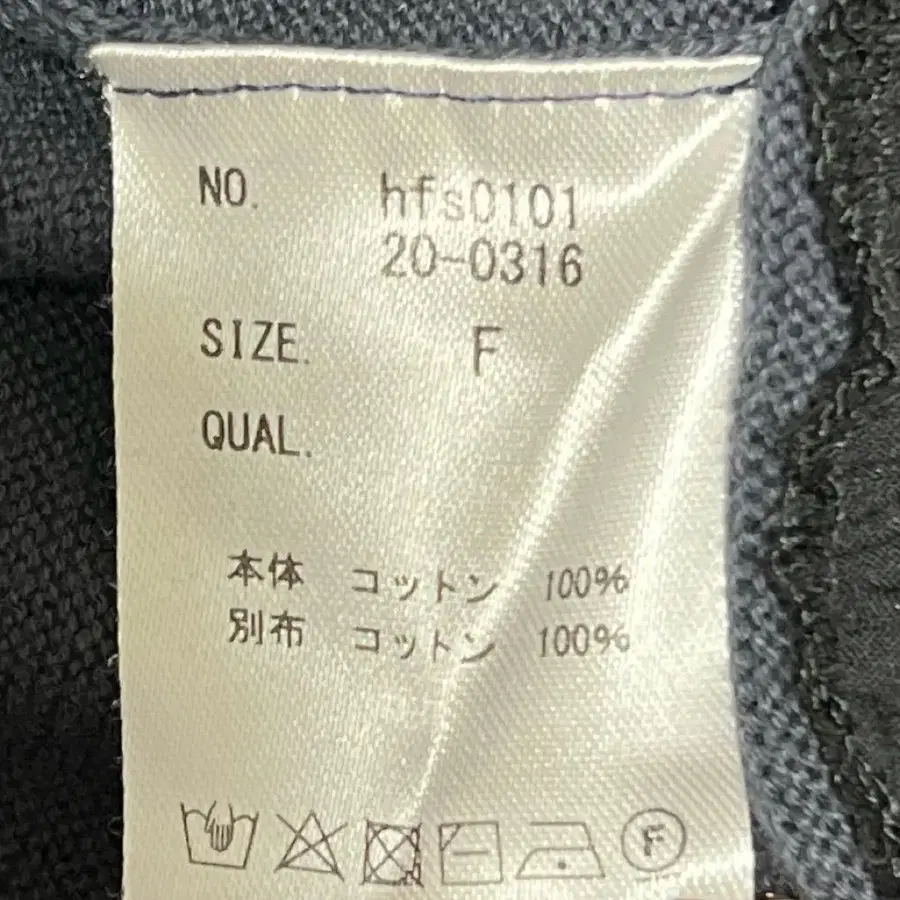 NO. hfs0101
20-0316
SIZE. F
QUAL.
本体 コットン 100%
別布 コットン 100%
F